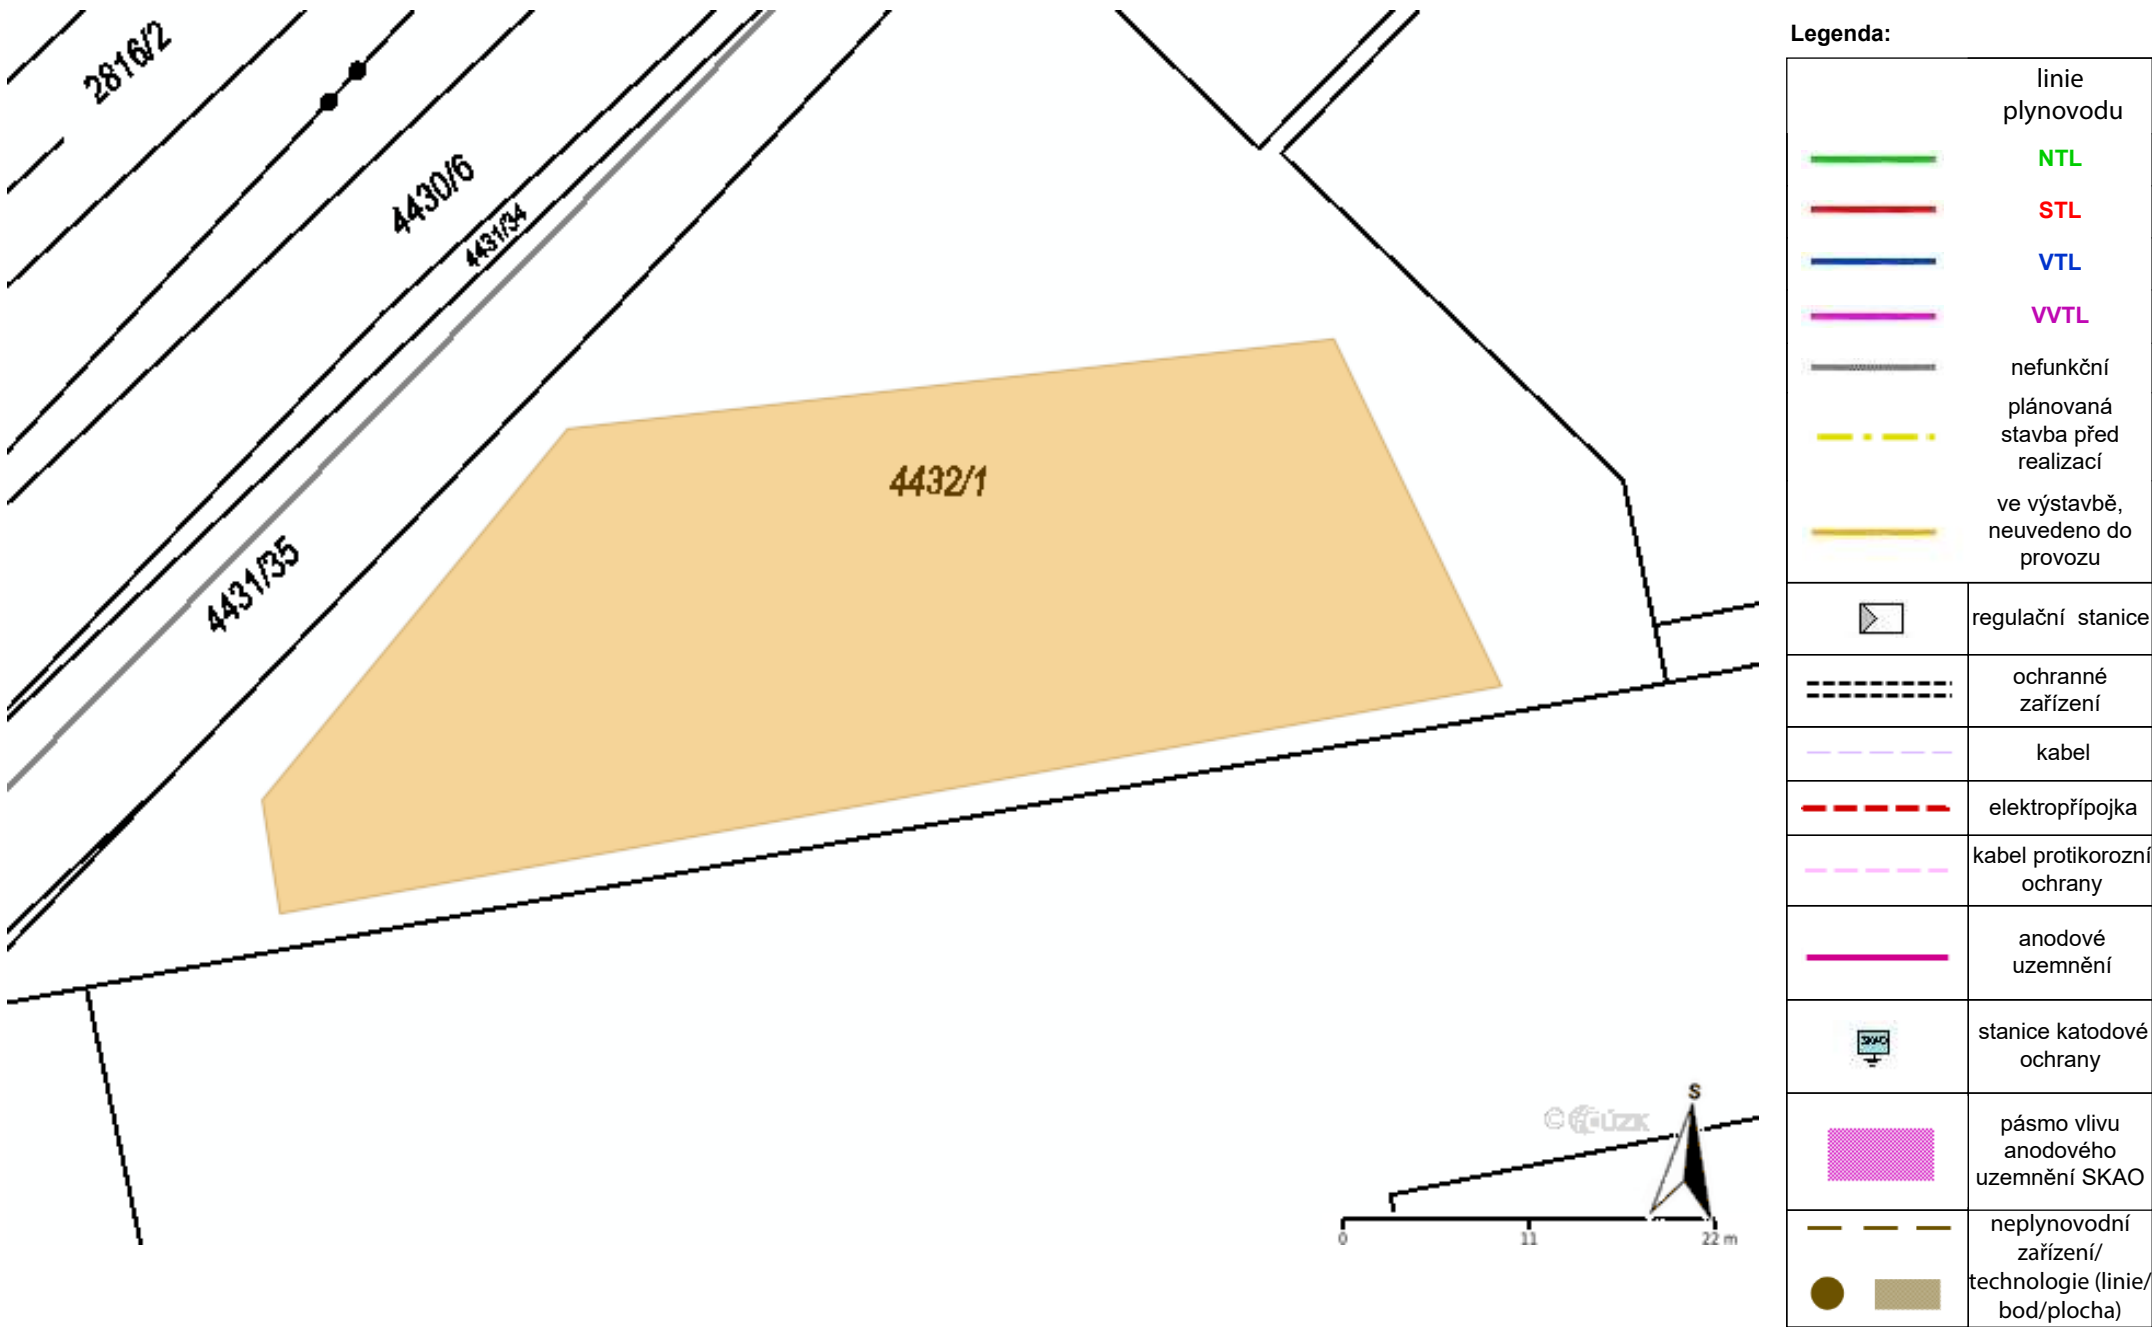 2816/2
4430/6
4431/34
4431/35
4432/1
©
ČÚZK
S
0
11
22 m
Legenda:
linie
plynovodu
NTL
STL
VTL
VVTL
nefunkční
plánovaná
stavba před
realizací
ve výstavbě,
neuvedeno do
provozu
regulační stanice
ochranné
zařízení
kabel
elektropřípojka
kabel protikorozní
ochrany
anodové
uzemnění
SKAO
stanice katodové
ochrany
pásmo vlivu
anodového
uzemnění SKAO
neplynovodní
zařízení/
technologie (linie/
bod/plocha)